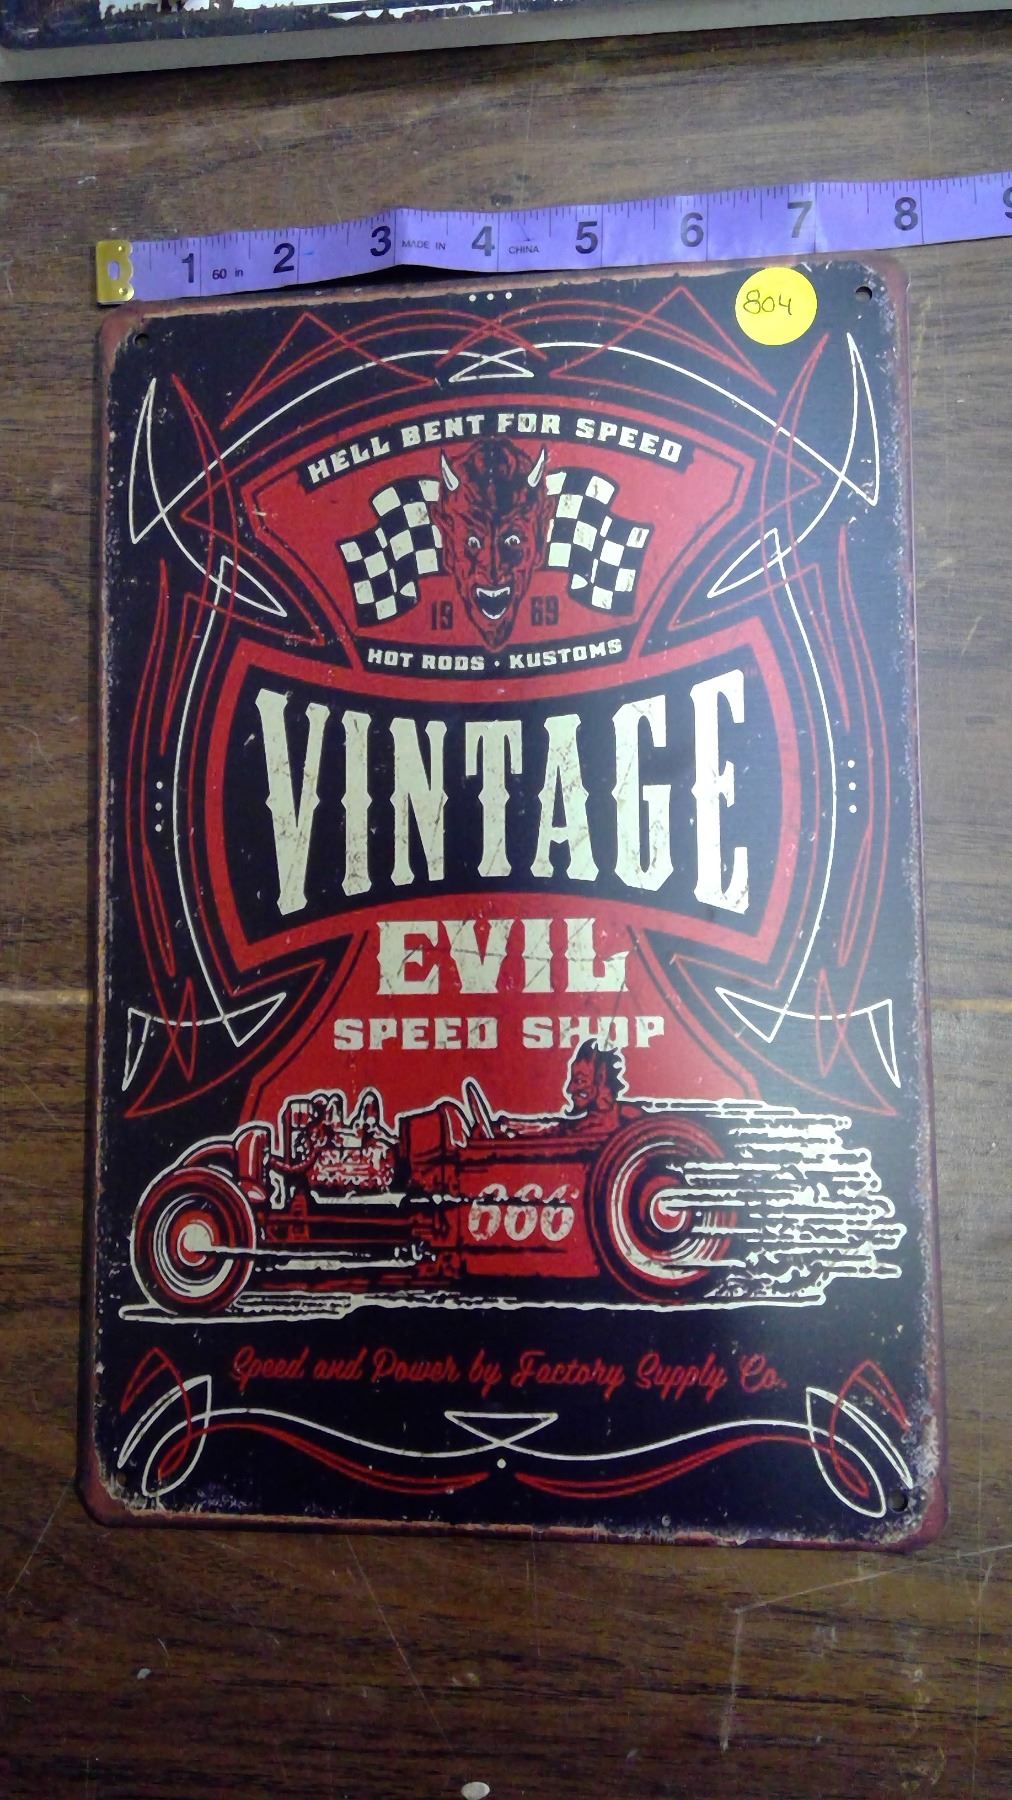 1 2 3 4 5 6 7 8 9
60 in MADE IN CHINA
804
HELL BENT FOR SPEED
19 69
HOT RODS · KUSTOMS
VINTAGE
EVIL
SPEED SHOP
666
Speed and Power by Factory Supply Co.